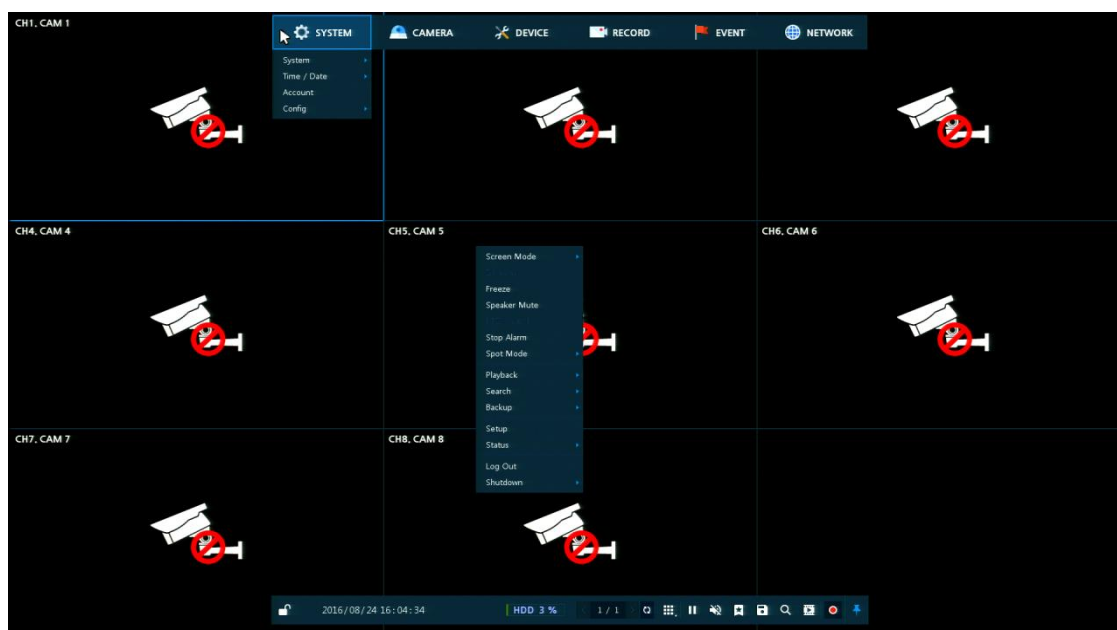 CH1, CAM 1
SYSTEM CAMERA DEVICE RECORD EVENT NETWORK
System
Time / Date
Account
Config
CH4, CAM 4 CH5, CAM 5 CH6, CAM 6
Screen Mode
Freeze
Speaker Mute
Stop Alarm
Spot Mode
Playback
Search
Backup
Setup
Status
Log Out
Shutdown
CH7, CAM 7 CH8, CAM 8
2016/08/24 16:04:34 HDD 3 % 1 / 1